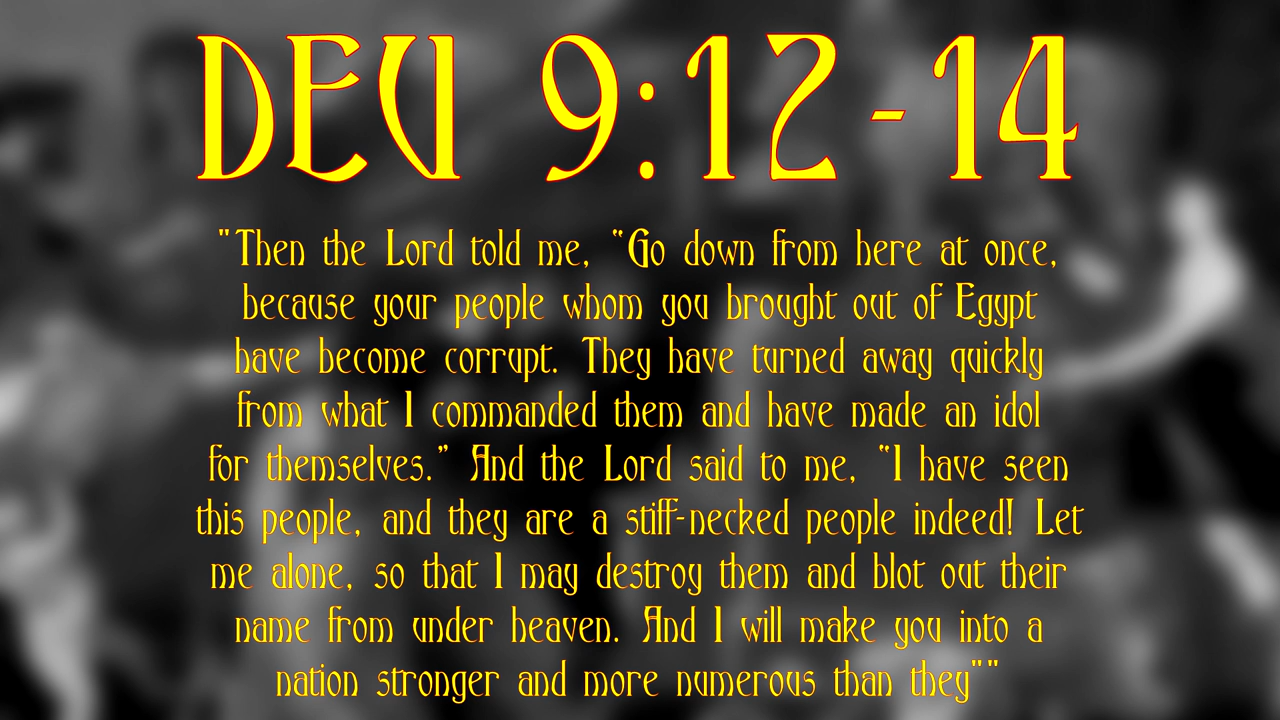 DEU 9:12-14
"Then the Lord told me, “Go down from here at once,
because your people whom you brought out of Egypt
have become corrupt. They have turned away quickly
from what I commanded them and have made an idol
for themselves.” And the Lord said to me, “I have seen
this people, and they are a stiff-necked people indeed! Let
me alone, so that I may destroy them and blot out their
name from under heaven. And I will make you into a
nation stronger and more numerous than they""